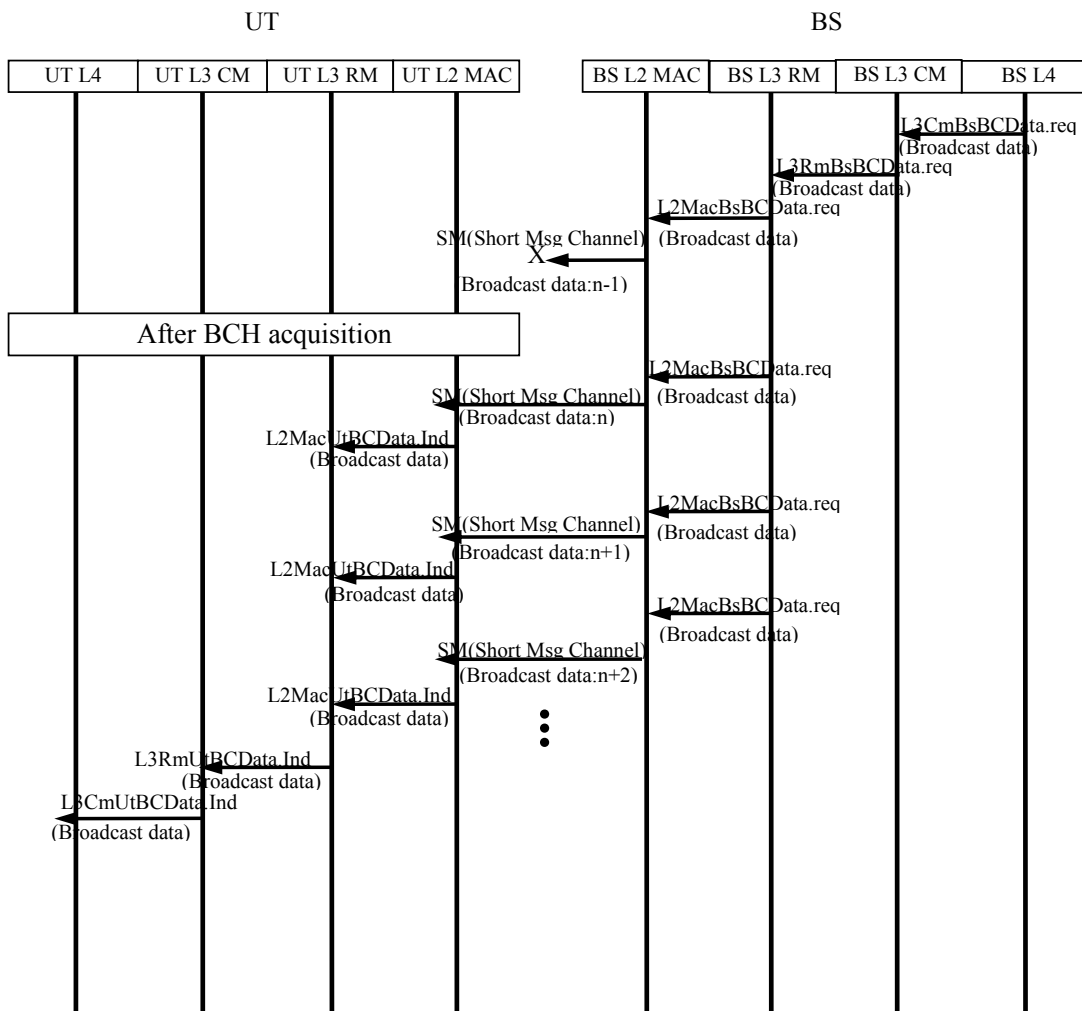 UT
BS
UT L4
UT L3 CM
UT L3 RM
UT L2 MAC
BS L2 MAC
BS L3 RM
BS L3 CM
BS L4
L3CmBsBCData.req
(Broadcast data)
L3RmBsBCData.req
(Broadcast data)
L2MacBsBCData.req
(Broadcast data)
SM(Short Msg Channel)
X
(Broadcast data:n-1)
After BCH acquisition
L2MacBsBCData.req
(Broadcast data)
SM(Short Msg Channel)
(Broadcast data:n)
L2MacUtBCData.Ind
(Broadcast data)
L2MacBsBCData.req
(Broadcast data)
SM(Short Msg Channel)
(Broadcast data:n+1)
L2MacUtBCData.Ind
(Broadcast data)
L2MacBsBCData.req
(Broadcast data)
SM(Short Msg Channel)
(Broadcast data:n+2)
L2MacUtBCData.Ind
(Broadcast data)
L3RmUtBCData.Ind
(Broadcast data)
L3CmUtBCData.Ind
(Broadcast data)